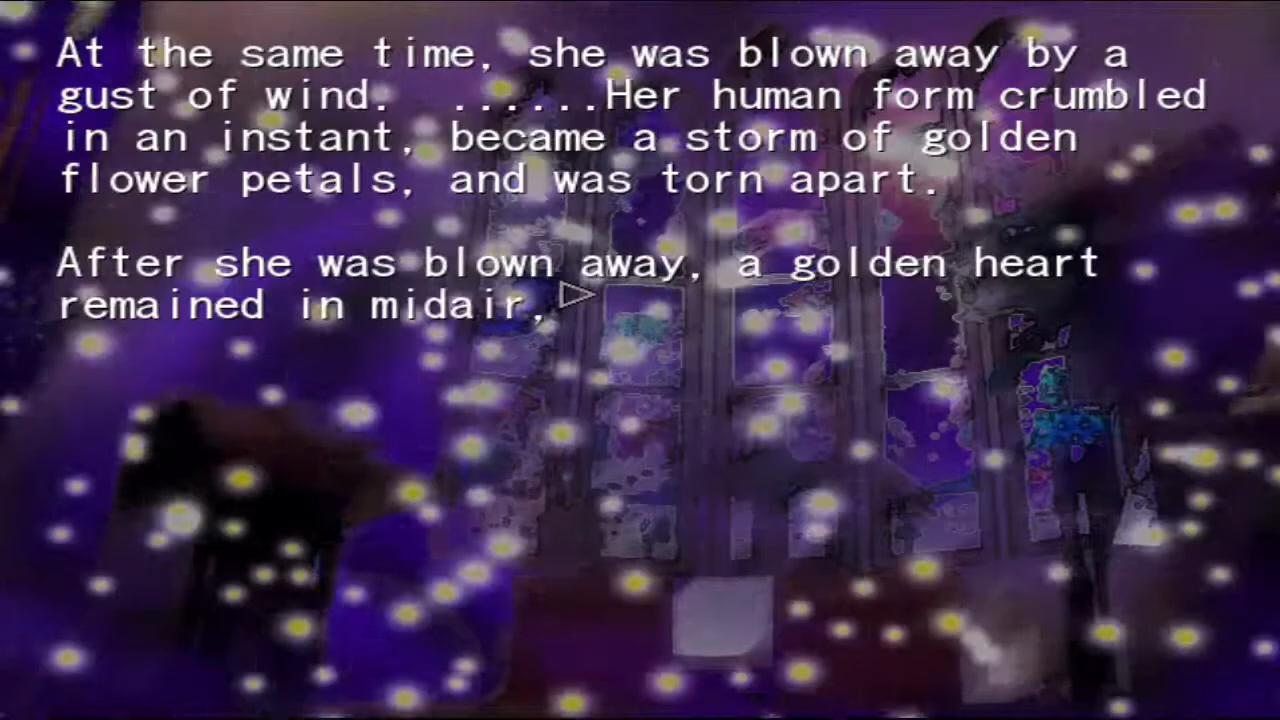 At the same time, she was blown away by a
gust of wind.  ......Her human form crumbled
in an instant, became a storm of golden
flower petals, and was torn apart.
After she was blown away, a golden heart
remained in midair,